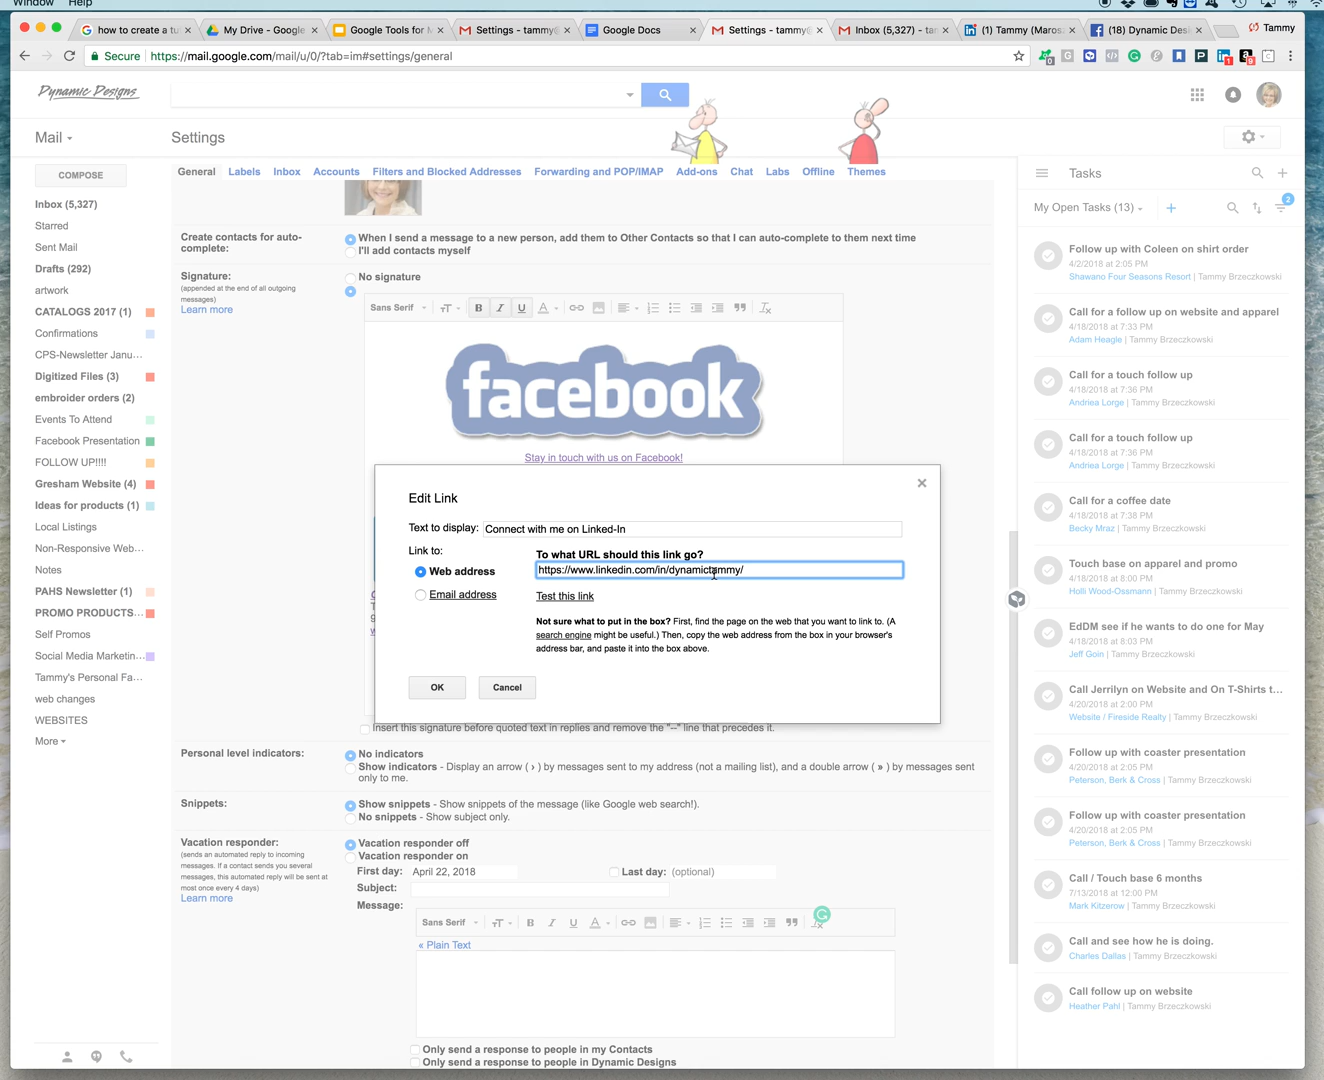 Window Help
how to create a tu
My Drive - Google
Google Tools for M
Settings - tammy@
Google Docs
Settings - tammy@
Inbox (5,327) - tar
(1) Tammy (Maros
(18) Dynamic Desi
Tammy
Secure https://mail.google.com/mail/u/0/?tab=im#settings/general
Dynamic Designs
Mail
Settings
COMPOSE
General Labels Inbox Accounts Filters and Blocked Addresses Forwarding and POP/IMAP Add-ons Chat Labs Offline Themes
Inbox (5,327)
Starred
Sent Mail
Drafts (292)
artwork
CATALOGS 2017 (1)
Confirmations
CPS-Newsletter Janu...
Digitized Files (3)
embroider orders (2)
Events To Attend
Facebook Presentation
FOLLOW UP!!!!
Gresham Website (4)
Ideas for products (1)
Local Listings
Non-Responsive Web...
Notes
PAHS Newsletter (1)
PROMO PRODUCTS...
Self Promos
Social Media Marketin...
Tammy's Personal Fa...
web changes
WEBSITES
More
Create contacts for auto-
complete:
When I send a message to a new person, add them to Other Contacts so that I can auto-complete to them next time
I'll add contacts myself
Signature:
(appended at the end of all outgoing
messages)
Learn more
No signature
Sans Serif
facebook
Stay in touch with us on Facebook!
Edit Link
Text to display: Connect with me on Linked-In
Link to:
Web address
Email address
To what URL should this link go?
https://www.linkedin.com/in/dynamictammy/
Test this link
Not sure what to put in the box? First, find the page on the web that you want to link to. (A
search engine might be useful.) Then, copy the web address from the box in your browser's
address bar, and paste it into the box above.
OK
Cancel
Insert this signature before quoted text in replies and remove the "--" line that precedes it.
Personal level indicators:
No indicators
Show indicators - Display an arrow ( › ) by messages sent to my address (not a mailing list), and a double arrow ( » ) by messages sent
only to me.
Snippets:
Show snippets - Show snippets of the message (like Google web search!).
No snippets - Show subject only.
Vacation responder:
(sends an automated reply to incoming
messages. If a contact sends you several
messages, this automated reply will be sent at
most once every 4 days)
Learn more
Vacation responder off
Vacation responder on
First day: April 22, 2018
Last day: (optional)
Subject:
Message:
Sans Serif
« Plain Text
Only send a response to people in my Contacts
Only send a response to people in Dynamic Designs
Tasks
My Open Tasks (13)
2
Follow up with Coleen on shirt order
4/2/2018 at 2:05 PM
Shawano Four Seasons Resort | Tammy Brzeczkowski
Call for a follow up on website and apparel
4/18/2018 at 7:33 PM
Adam Heagle | Tammy Brzeczkowski
Call for a touch follow up
4/18/2018 at 7:36 PM
Andriea Lorge | Tammy Brzeczkowski
Call for a touch follow up
4/18/2018 at 7:36 PM
Andriea Lorge | Tammy Brzeczkowski
Call for a coffee date
4/18/2018 at 7:38 PM
Becky Mraz | Tammy Brzeczkowski
Touch base on apparel and promo
4/18/2018 at 8:00 PM
Holli Wood-Ossmann | Tammy Brzeczkowski
EdDM see if he wants to do one for May
4/18/2018 at 8:03 PM
Jeff Goin | Tammy Brzeczkowski
Call Jerrilyn on Website and On T-Shirts t...
4/20/2018 at 2:00 PM
Website / Fireside Realty | Tammy Brzeczkowski
Follow up with coaster presentation
4/20/2018 at 2:05 PM
Peterson, Berk & Cross | Tammy Brzeczkowski
Follow up with coaster presentation
4/20/2018 at 2:05 PM
Peterson, Berk & Cross | Tammy Brzeczkowski
Call / Touch base 6 months
7/13/2018 at 12:00 PM
Mark Kitzerow | Tammy Brzeczkowski
Call and see how he is doing.
Charles Dallas | Tammy Brzeczkowski
Call follow up on website
Heather Pahl | Tammy Brzeczkowski